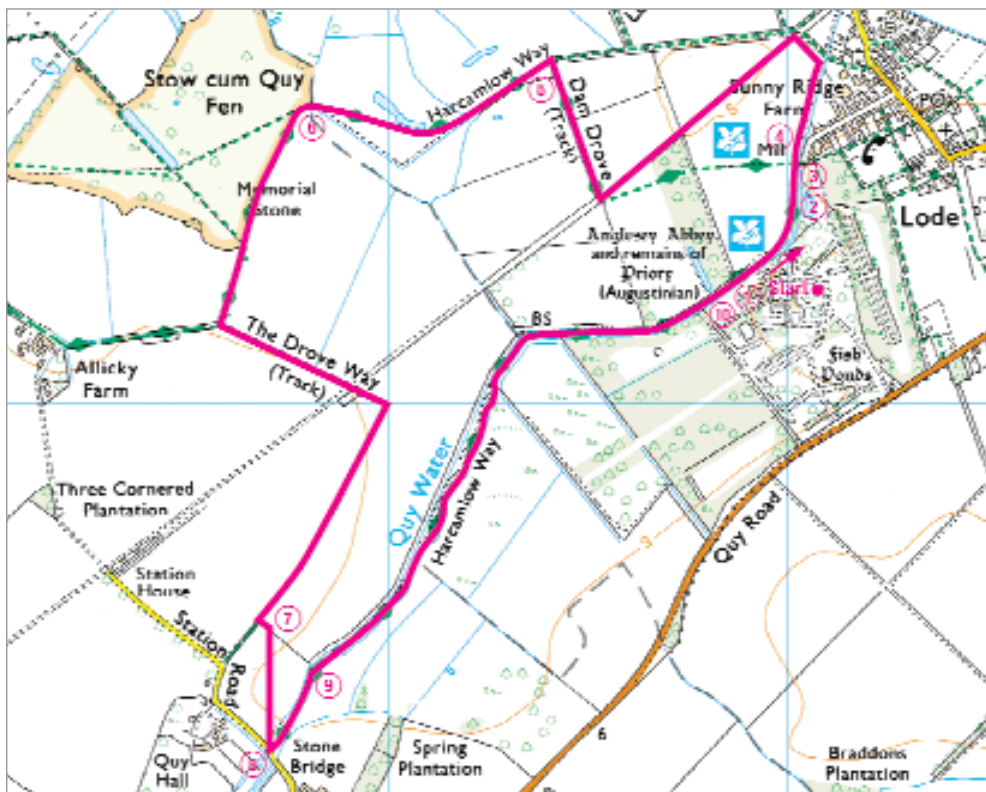 Stow cum Quy
Fen
Harcamlow Way
5
Dam Drove
(Track)
Sunny Ridge
Farm
5
PO
4
Mill
3
2
Lode
6
Memorial
Stone
Anglesey Abbey
and remains of
Priory
(Augustinian)
Start
10
BS
Fish
Ponds
The Drove Way
(Track)
Allicky
Farm
Quy Water
Harcamlow Way
Three Cornered
Plantation
Quy Road
Station
House
Station
Road
7
9
6
8
Stone
Bridge
Quy
Hall
Spring
Plantation
Braddons
Plantation